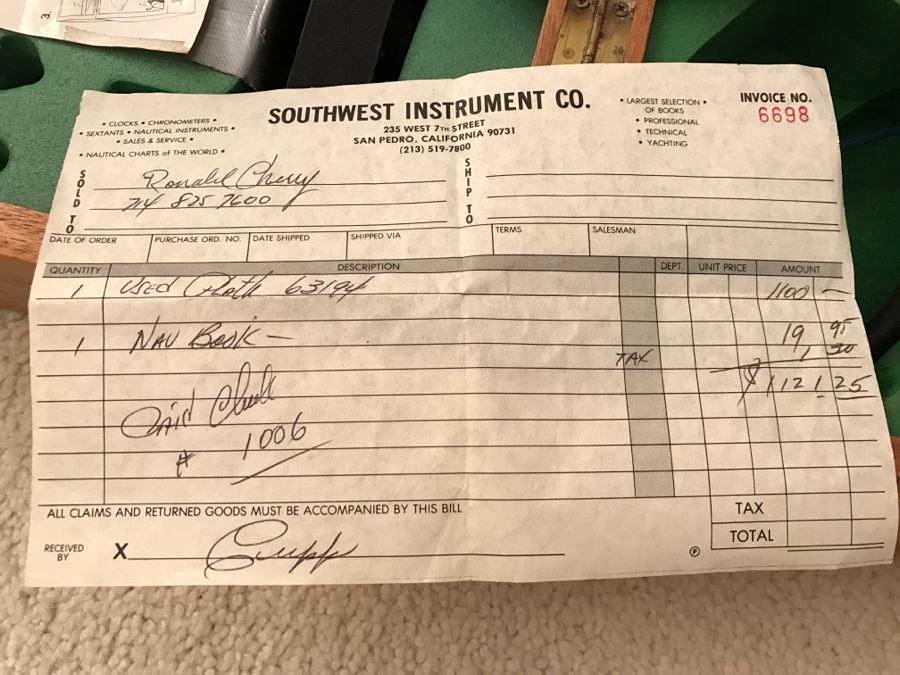 3.
SOUTHWEST INSTRUMENT CO.
235 WEST 7TH STREET
SAN PEDRO, CALIFORNIA 90731
(213) 519-7800
• CLOCKS • CHRONOMETERS •
• SEXTANTS • NAUTICAL INSTRUMENTS •
• SALES & SERVICE •
• NAUTICAL CHARTS of the WORLD •
• LARGEST SELECTION •
OF BOOKS
• PROFESSIONAL
• TECHNICAL
• YACHTING
INVOICE NO.
6698
SOLD TO
Ronald Cherry
714 825 7600
SHIP TO
DATE OF ORDER PURCHASE ORD. NO. DATE SHIPPED SHIPPED VIA TERMS SALESMAN
QUANTITY DESCRIPTION DEPT. UNIT PRICE AMOUNT
1 Used Plath 63194 1100 —
1 NAV Book — 19 95
TAX 1 30
$1121.25
Paid Check
# 1006
ALL CLAIMS AND RETURNED GOODS MUST BE ACCOMPANIED BY THIS BILL
TAX
TOTAL
RECEIVED
BY X
℗